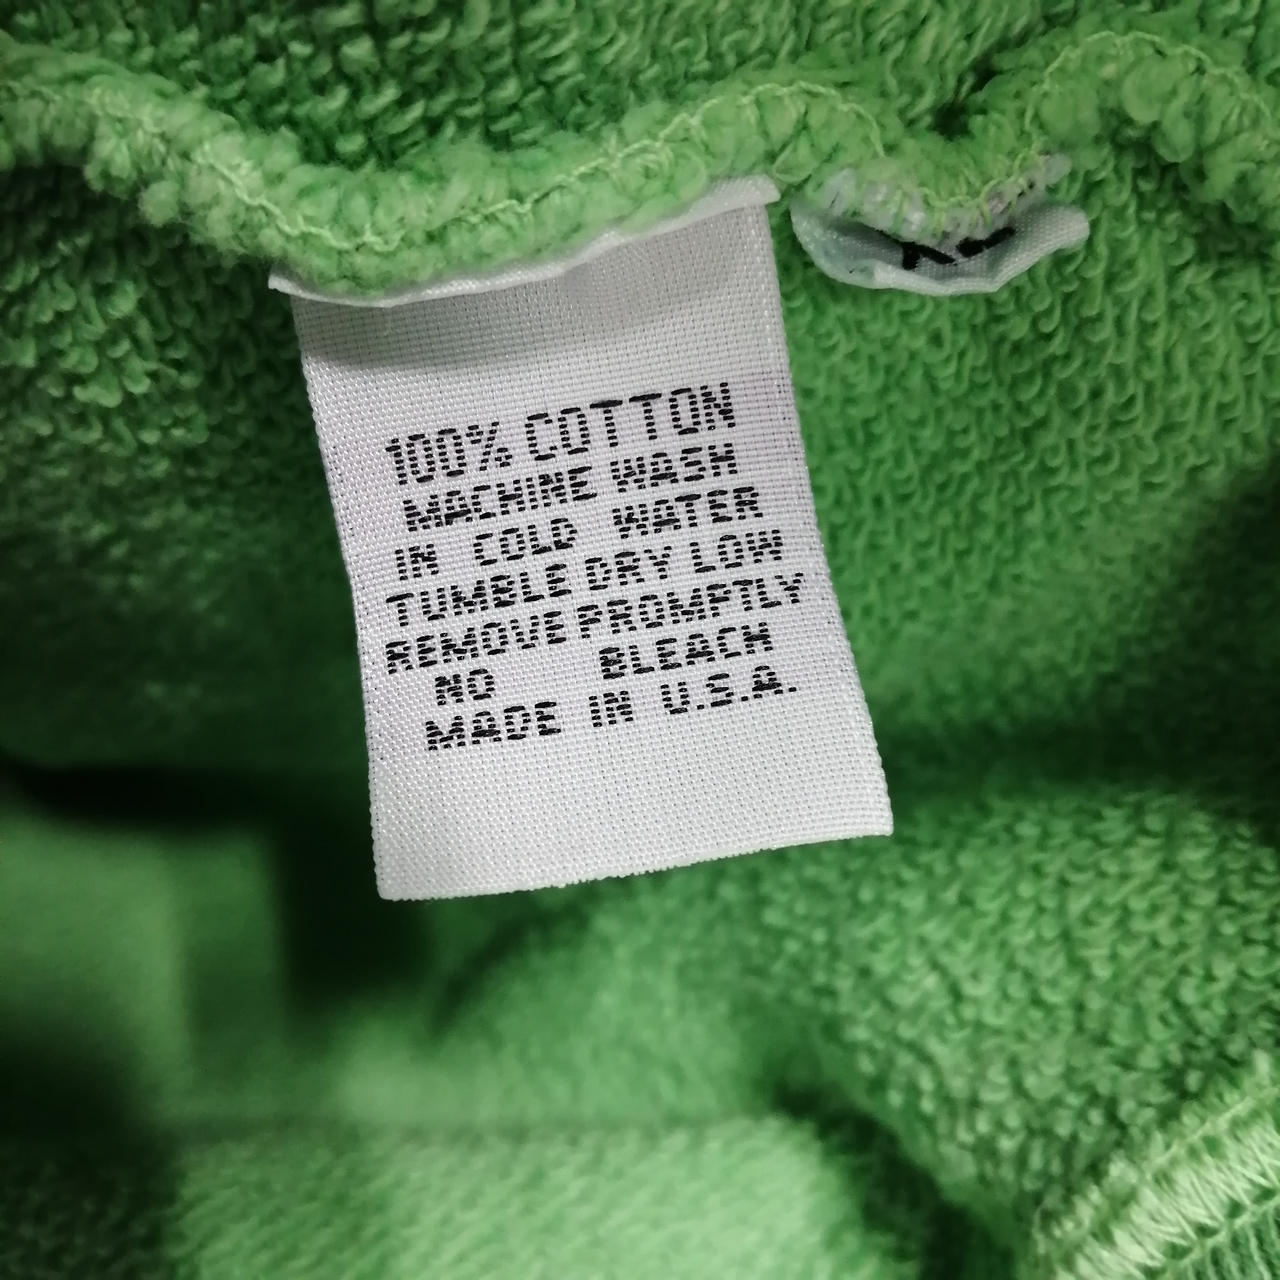 100% COTTON
MACHINE WASH
IN COLD WATER
TUMBLE DRY LOW
REMOVE PROMPTLY
NO BLEACH
MADE IN U.S.A.